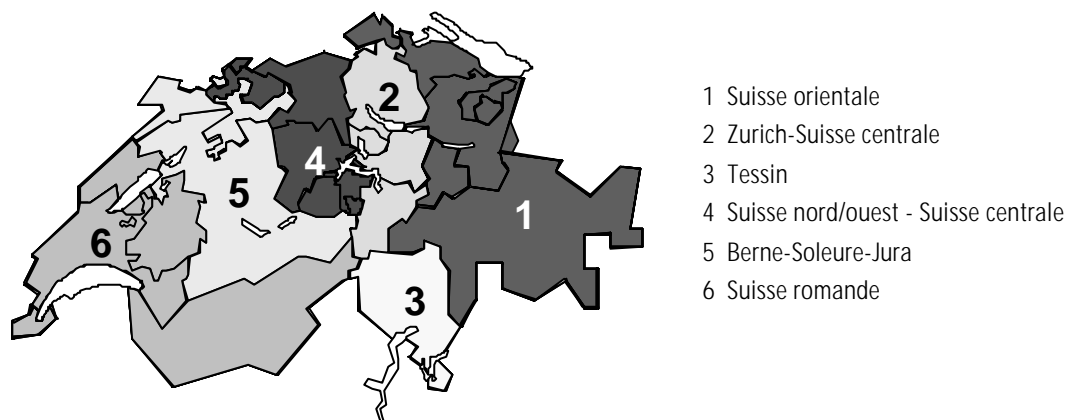 2
4
5
1
6
3
1 Suisse orientale
2 Zurich-Suisse centrale
3 Tessin
4 Suisse nord/ouest - Suisse centrale
5 Berne-Soleure-Jura
6 Suisse romande